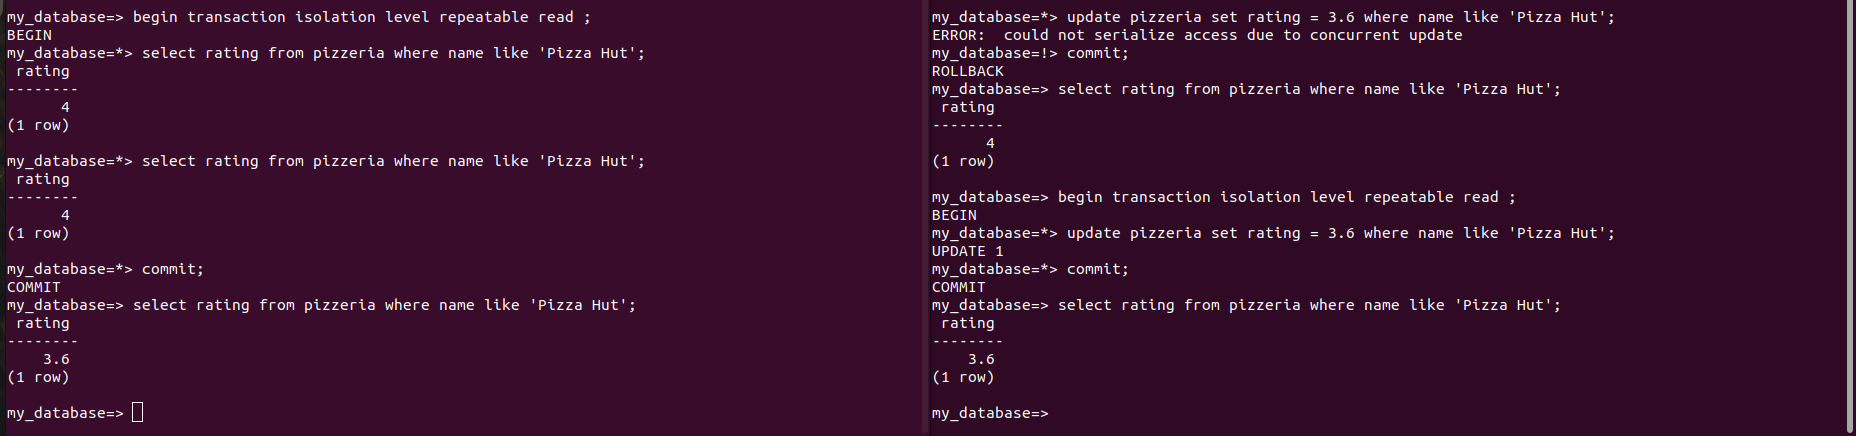 my_database=> begin transaction isolation level repeatable read ;
BEGIN
my_database=*> select rating from pizzeria where name like 'Pizza Hut';
 rating
--------
      4
(1 row)

my_database=*> select rating from pizzeria where name like 'Pizza Hut';
 rating
--------
      4
(1 row)

my_database=*> commit;
COMMIT
my_database=> select rating from pizzeria where name like 'Pizza Hut';
 rating
--------
    3.6
(1 row)

my_database=>
my_database=*> update pizzeria set rating = 3.6 where name like 'Pizza Hut';
ERROR:  could not serialize access due to concurrent update
my_database=!> commit;
ROLLBACK
my_database=> select rating from pizzeria where name like 'Pizza Hut';
 rating
--------
      4
(1 row)

my_database=> begin transaction isolation level repeatable read ;
BEGIN
my_database=*> update pizzeria set rating = 3.6 where name like 'Pizza Hut';
UPDATE 1
my_database=*> commit;
COMMIT
my_database=> select rating from pizzeria where name like 'Pizza Hut';
 rating
--------
    3.6
(1 row)

my_database=>